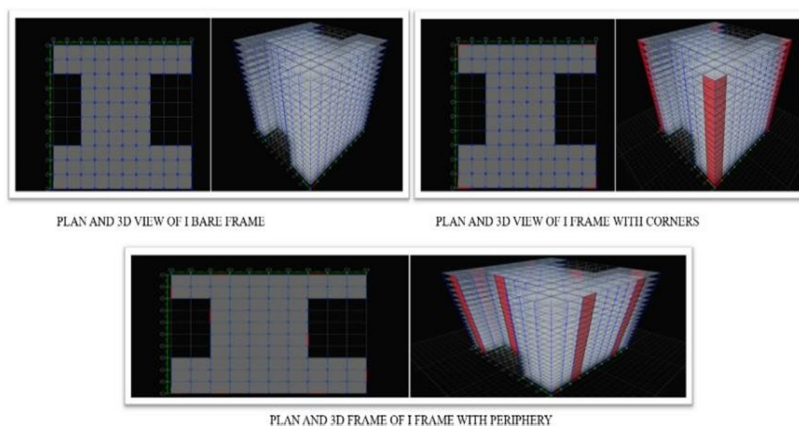 PLAN AND 3D VIEW OF I BARE FRAME
PLAN AND 3D VIEW OF I FRAME WITH CORNERS
PLAN AND 3D FRAME OF I FRAME WITH PERIPHERY